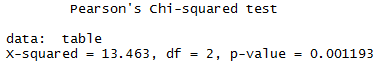 Pearson's Chi-squared test
data:  table
X-squared = 13.463, df = 2, p-value = 0.001193